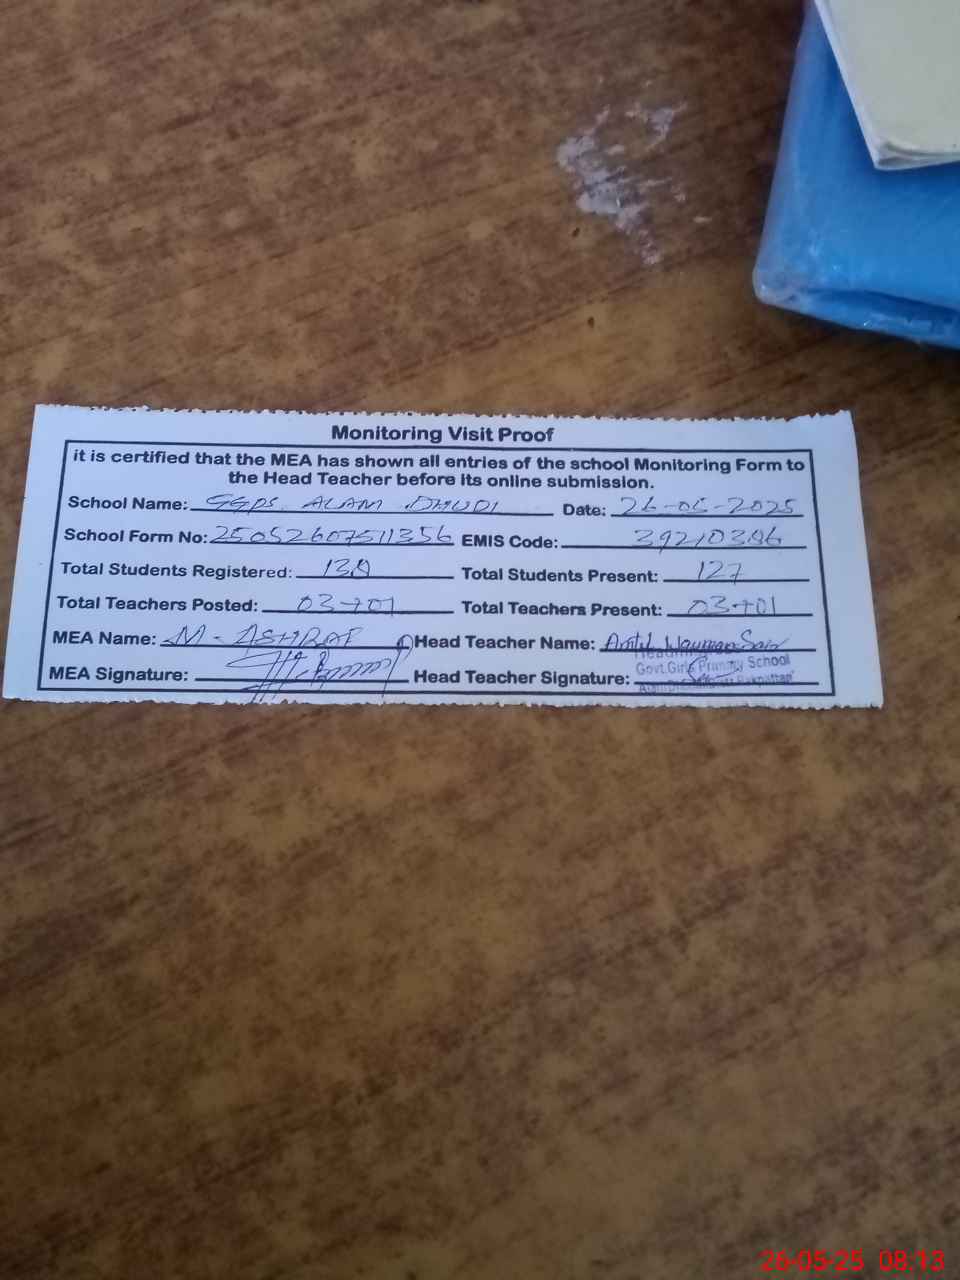 Monitoring Visit Proof
it is certified that the MEA has shown all entries of the school Monitoring Form to
the Head Teacher before its online submission.
School Name: GGPS ALAM DHUDI Date: 26-05-2025
School Form No: 25052607511356 EMIS Code: 39210386
Total Students Registered: 130 Total Students Present: 127
Total Teachers Posted: 03+01 Total Teachers Present: 03+01
MEA Name: M. ASHRAF Head Teacher Name:
MEA Signature: Head Teacher Signature:
Govt. Girls Primary School
Pakpattan
26-05-25 08:13